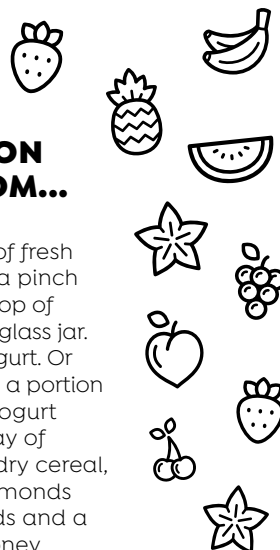 ON
OM...
of fresh
a pinch
op of
glass jar.
gurt. Or
a portion
ogurt
ay of
dry cereal,
monds
ds and a
oney